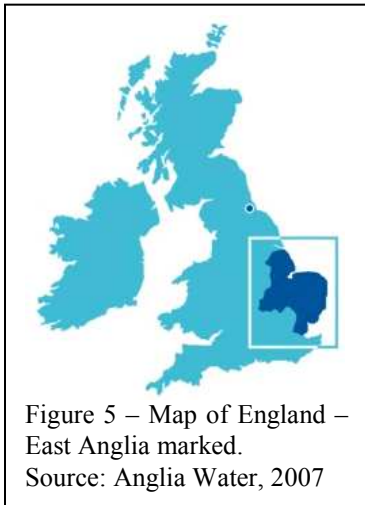 Figure 5 – Map of England –
East Anglia marked.
Source: Anglia Water, 2007